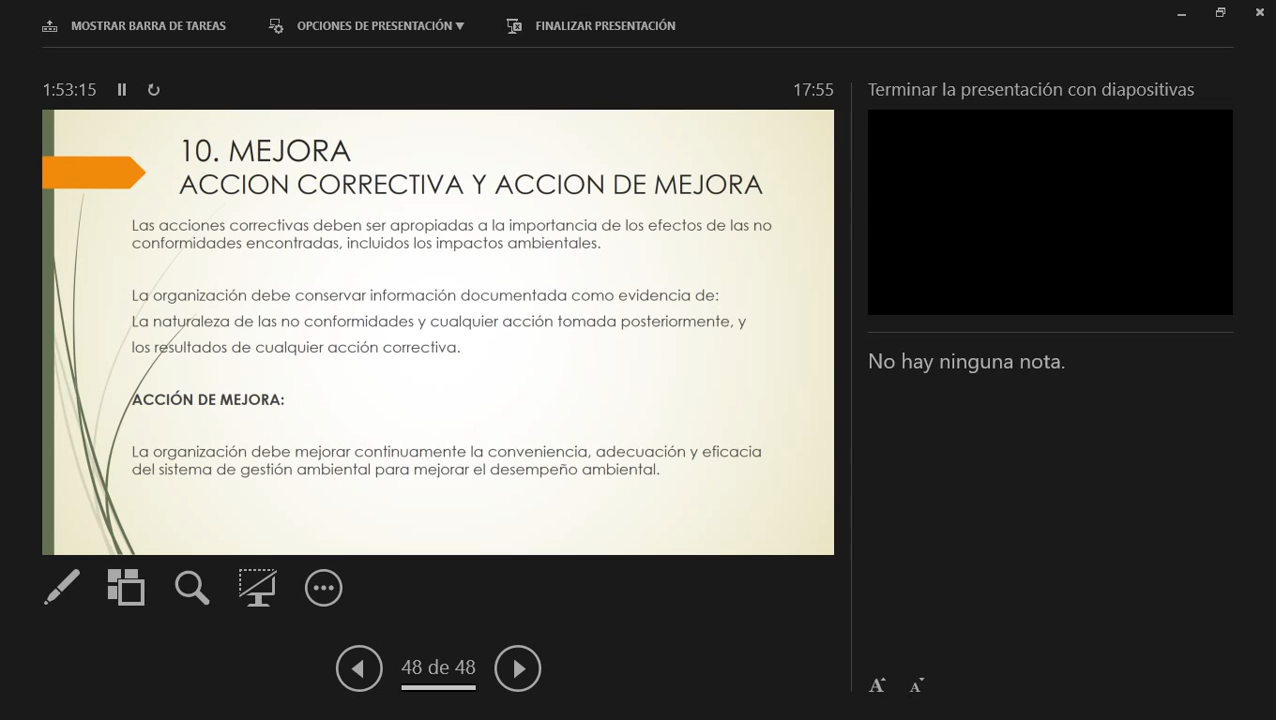 MOSTRAR BARRA DE TAREAS
OPCIONES DE PRESENTACIÓN ▼
FINALIZAR PRESENTACIÓN
1:53:15
17:55
10. MEJORA
ACCION CORRECTIVA Y ACCION DE MEJORA
Las acciones correctivas deben ser apropiadas a la importancia de los efectos de las no
conformidades encontradas, incluidos los impactos ambientales.
La organización debe conservar información documentada como evidencia de:
La naturaleza de las no conformidades y cualquier acción tomada posteriormente, y
los resultados de cualquier acción correctiva.
ACCIÓN DE MEJORA:
La organización debe mejorar continuamente la conveniencia, adecuación y eficacia
del sistema de gestión ambiental para mejorar el desempeño ambiental.
48 de 48
Terminar la presentación con diapositivas
No hay ninguna nota.
A A